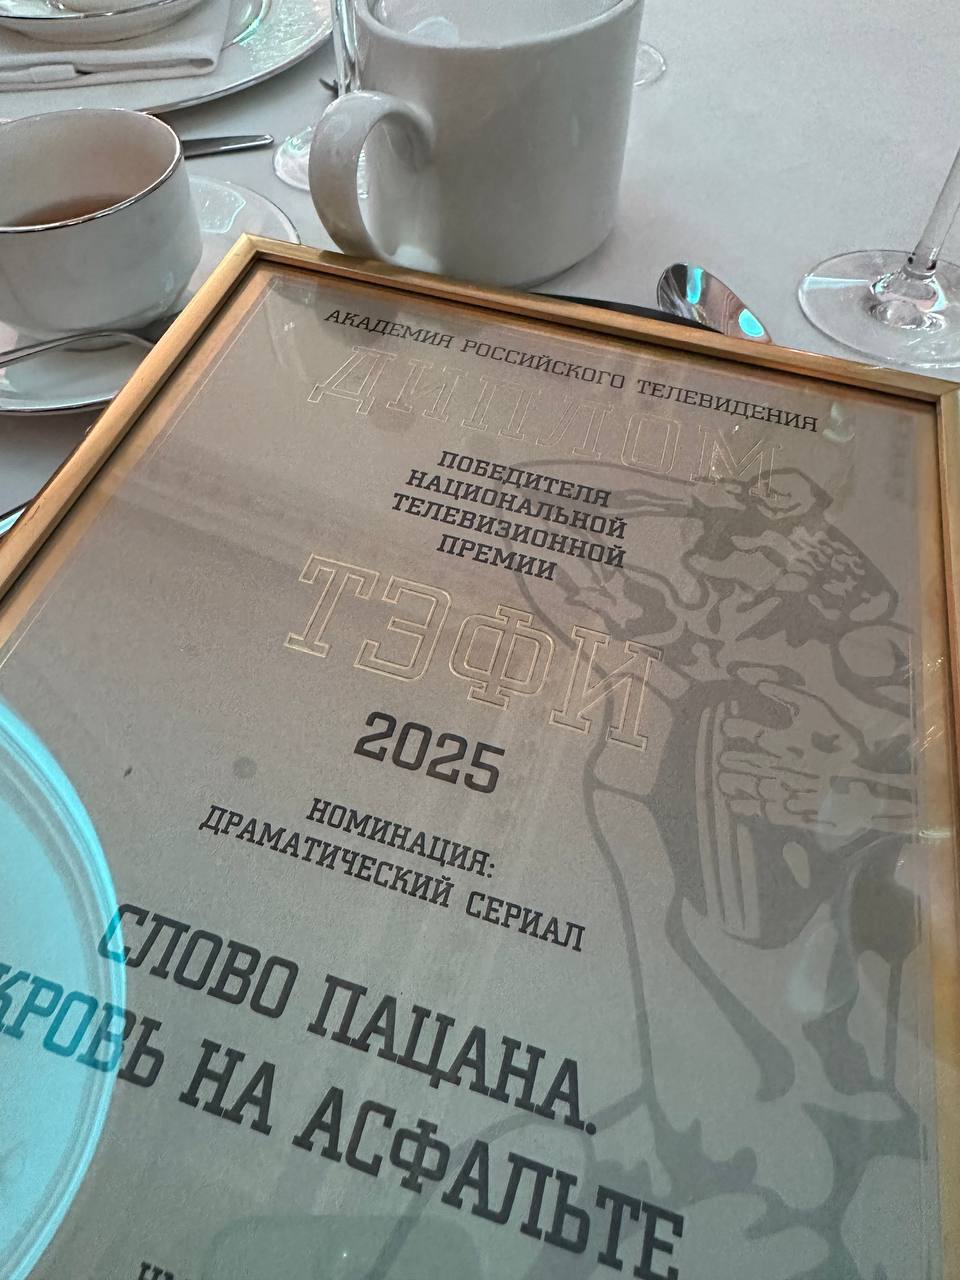 АКАДЕМИЯ РОССИЙСКОГО ТЕЛЕВИДЕНИЯ
ДИПЛОМ
ПОБЕДИТЕЛЯ
НАЦИОНАЛЬНОЙ
ТЕЛЕВИЗИОННОЙ
ПРЕМИИ
ТЭФИ
2025
НОМИНАЦИЯ:
ДРАМАТИЧЕСКИЙ СЕРИАЛ
СЛОВО ПАЦАНА.
КРОВЬ НА АСФАЛЬТЕ